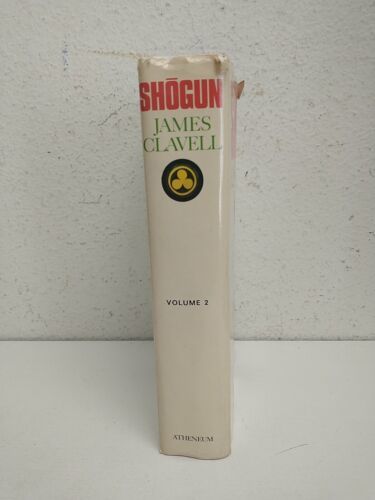 SHŌGUN
JAMES
CLAVELL
VOLUME 2
ATHENEUM